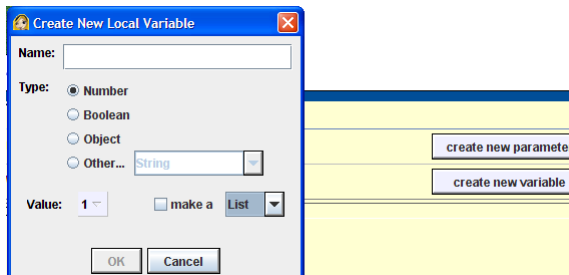 Create New Local Variable
Name:
Type:
Number
Boolean
Object
Other... String
Value: 1 make a List
OK Cancel
create new paramete
create new variable